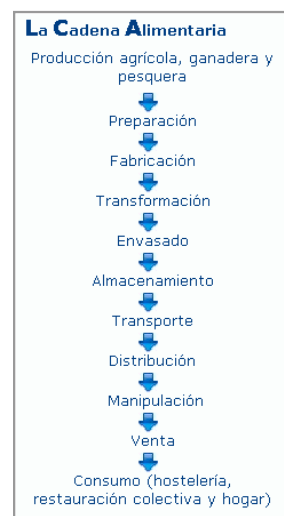 La Cadena Alimentaria
Producción agrícola, ganadera y
pesquera
Preparación
Fabricación
Transformación
Envasado
Almacenamiento
Transporte
Distribución
Manipulación
Venta
Consumo (hostelería,
restauración colectiva y hogar)